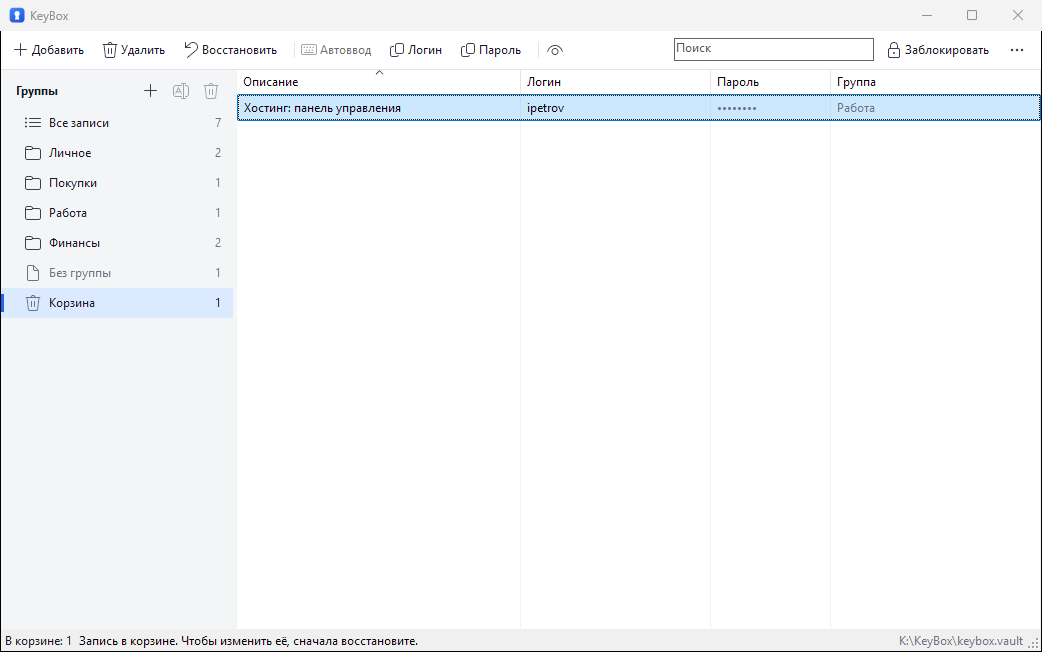 KeyBox
Добавить Удалить Восстановить Автоввод Логин Пароль Поиск Заблокировать ...
Группы
Все записи 7
Личное 2
Покупки 1
Работа 1
Финансы 2
Без группы 1
Корзина 1
Описание Логин Пароль Группа
Хостинг: панель управления ipetrov •••••••• Работа
В корзине: 1 Запись в корзине. Чтобы изменить её, сначала восстановите. K:\KeyBox\keybox.vault